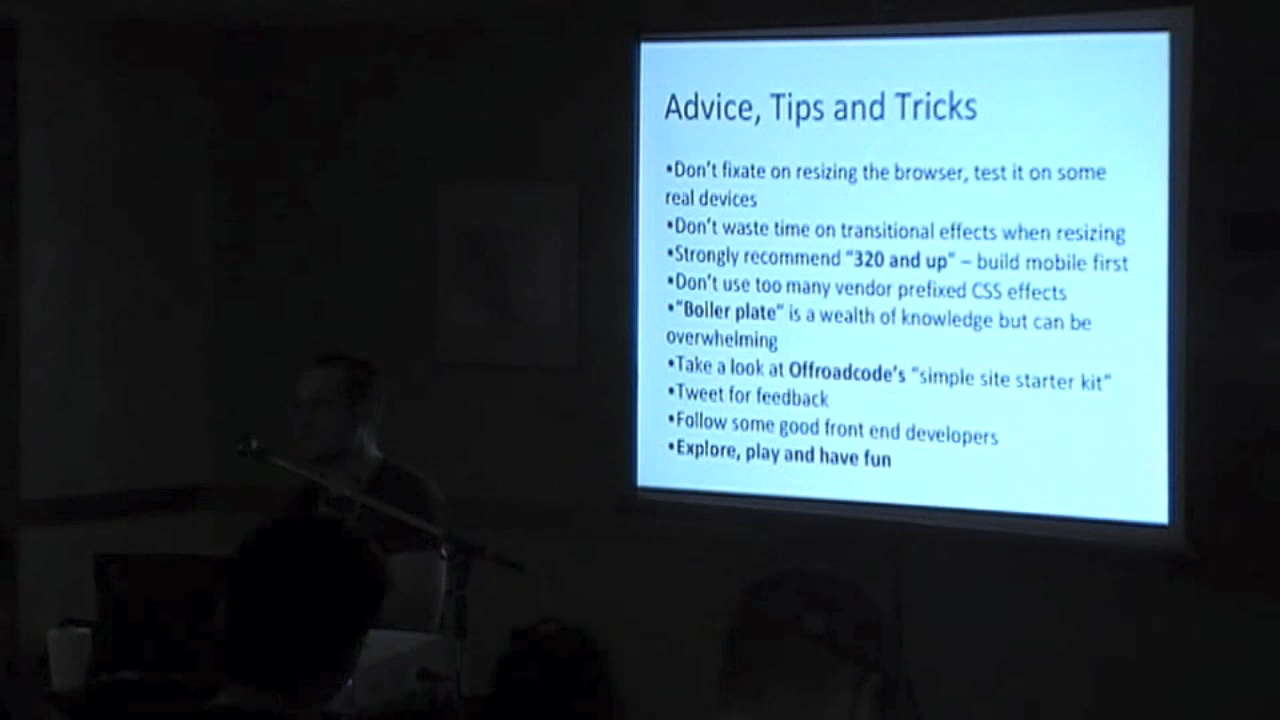 Advice, Tips and Tricks
•Don't fixate on resizing the browser, test it on some
real devices
•Don't waste time on transitional effects when resizing
•Strongly recommend "320 and up" – build mobile first
•Don't use too many vendor prefixed CSS effects
•"Boller plate" is a wealth of knowledge but can be
overwhelming
•Take a look at Offroadcode's "simple site starter kit"
•Tweet for feedback
•Follow some good front end developers
•Explore, play and have fun